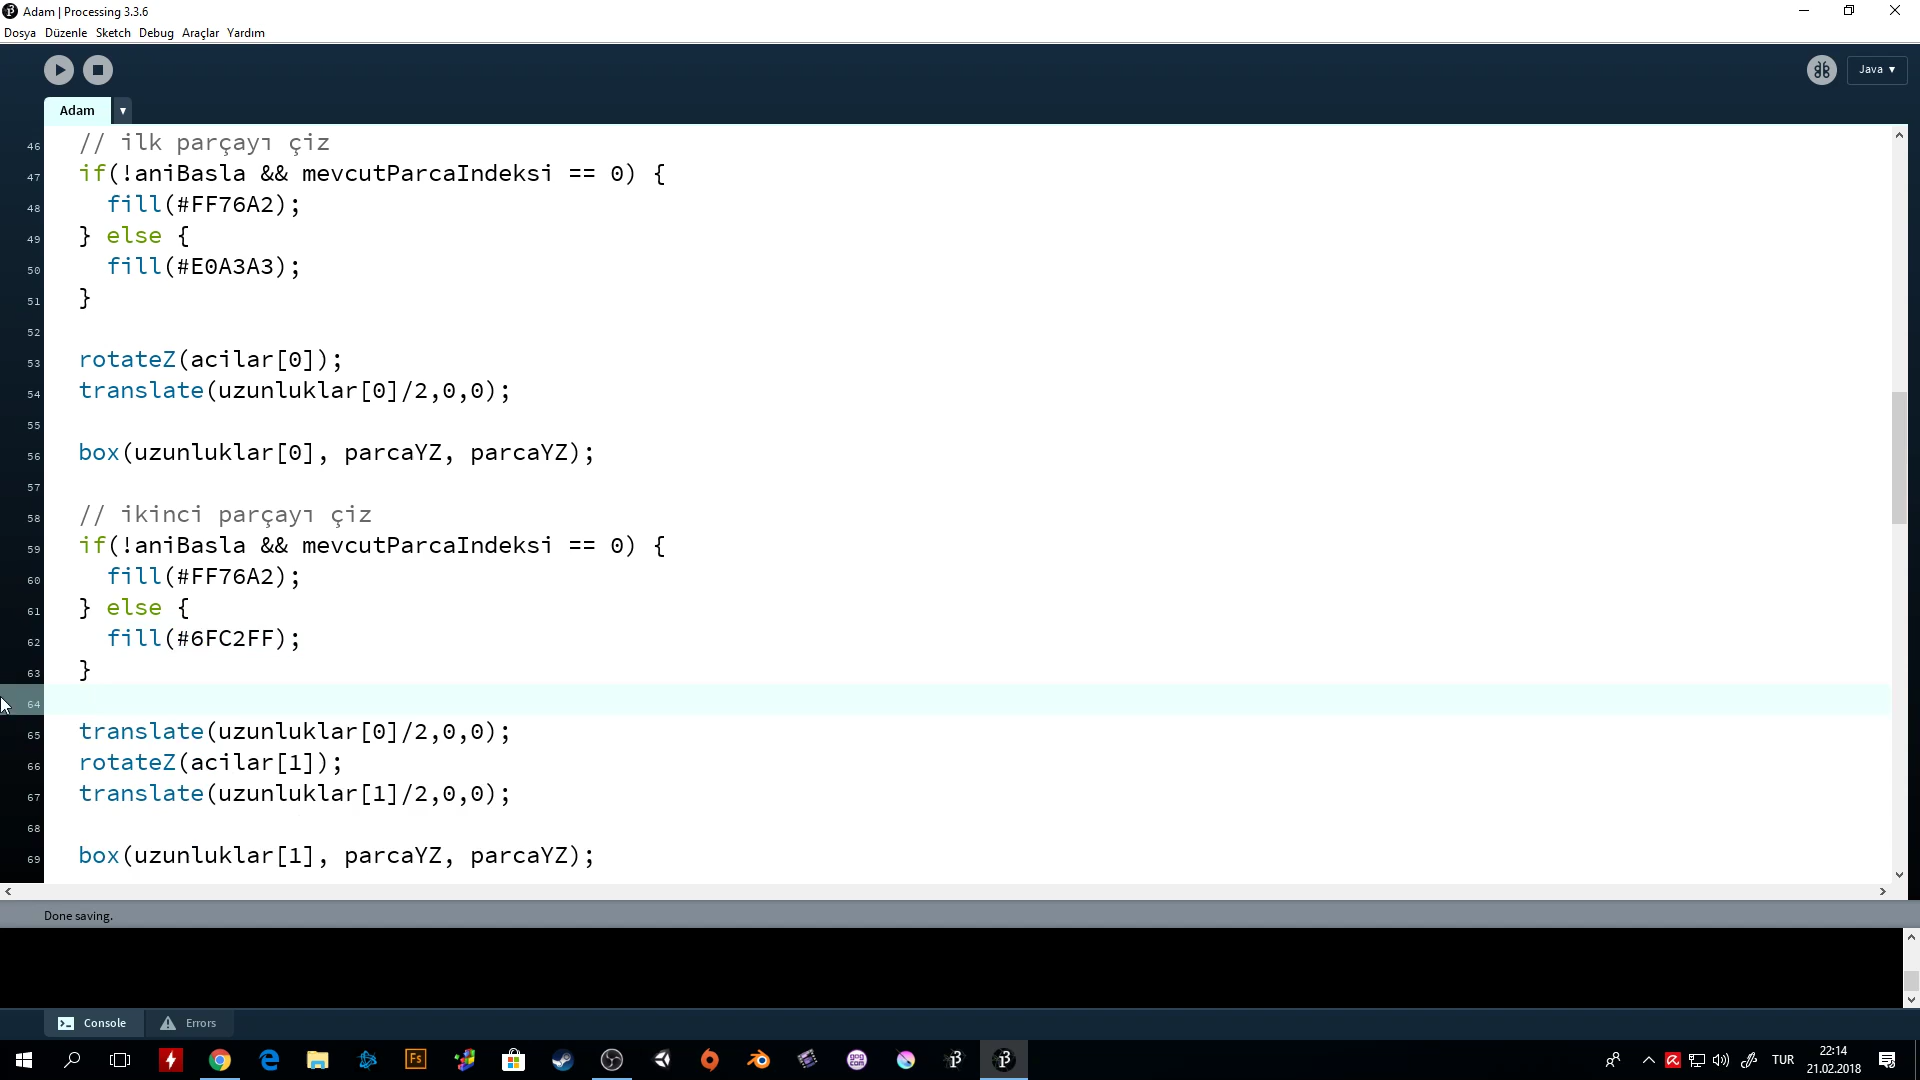 Adam | Processing 3.3.6
Dosya Düzenle Sketch Debug Araçlar Yardım
Java ▾
Adam
46 // ilk parçayı çiz
47 if(!aniBasla && mevcutParcaIndeksi == 0) {
48 fill(#FF76A2);
49 } else {
50 fill(#E0A3A3);
51 }
52
53 rotateZ(acilar[0]);
54 translate(uzunluklar[0]/2,0,0);
55
56 box(uzunluklar[0], parcaYZ, parcaYZ);
57
58 // ikinci parçayı çiz
59 if(!aniBasla && mevcutParcaIndeksi == 0) {
60 fill(#FF76A2);
61 } else {
62 fill(#6FC2FF);
63 }
64
65 translate(uzunluklar[0]/2,0,0);
66 rotateZ(acilar[1]);
67 translate(uzunluklar[1]/2,0,0);
68
69 box(uzunluklar[1], parcaYZ, parcaYZ);
Done saving.
Console Errors
Fs
TUR
22:14
21.02.2018